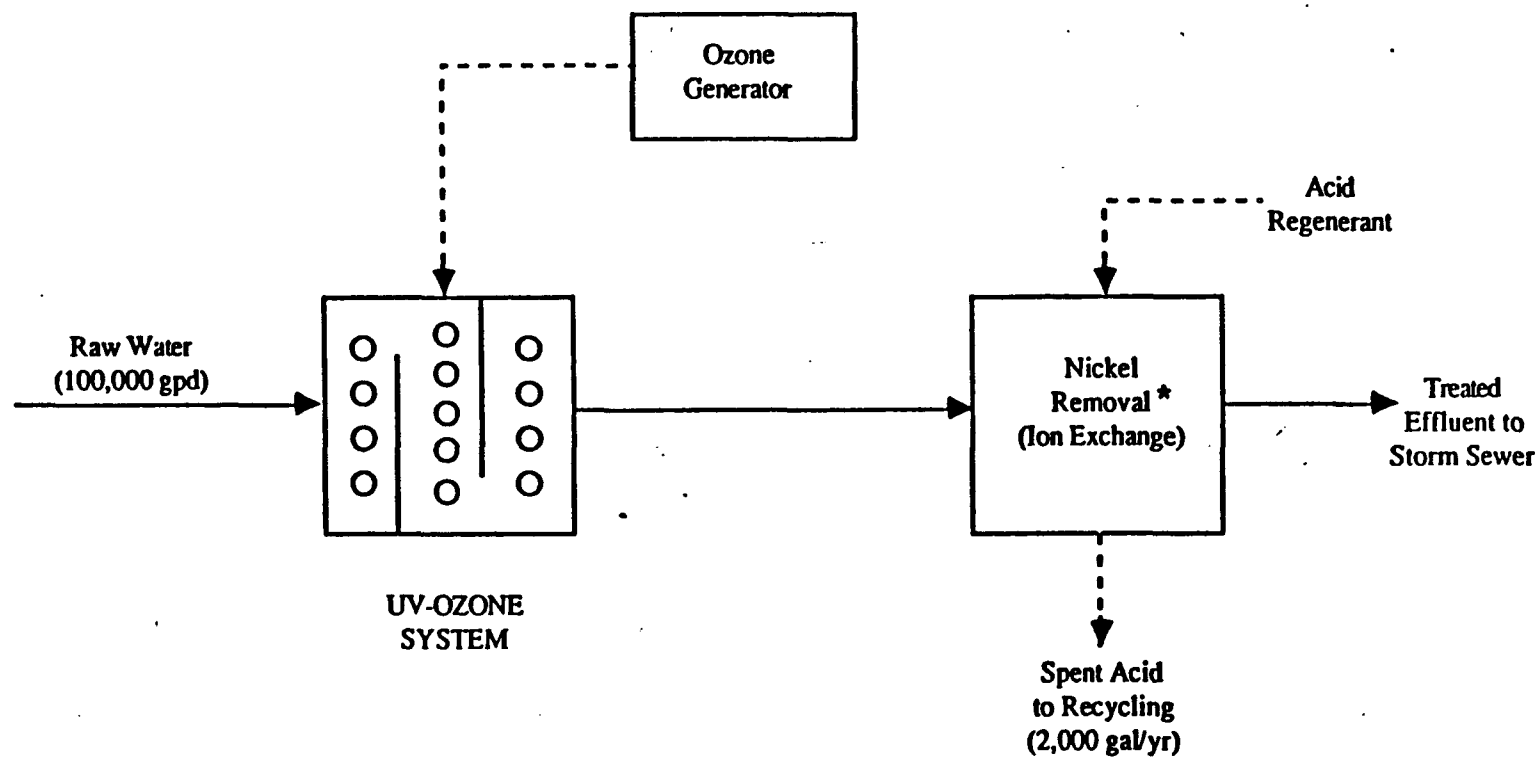 Ozone
Generator
Acid
Regenerant
Raw Water
(100,000 gpd)
Nickel
Removal *
(Ion Exchange)
Treated
Effluent to
Storm Sewer
UV-OZONE
SYSTEM
Spent Acid
to Recycling
(2,000 gal/yr)